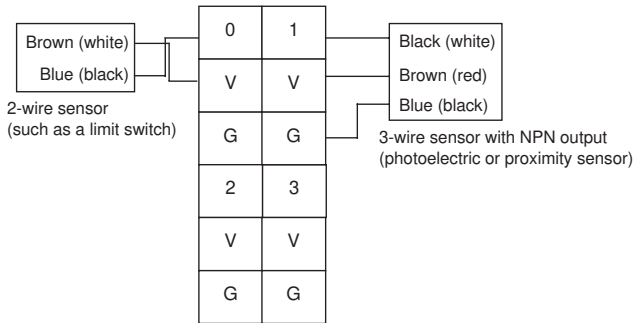 Brown (white)
Blue (black)
2-wire sensor
(such as a limit switch)
0 1
V V
G G
2 3
V V
G G
Black (white)
Brown (red)
Blue (black)
3-wire sensor with NPN output
(photoelectric or proximity sensor)